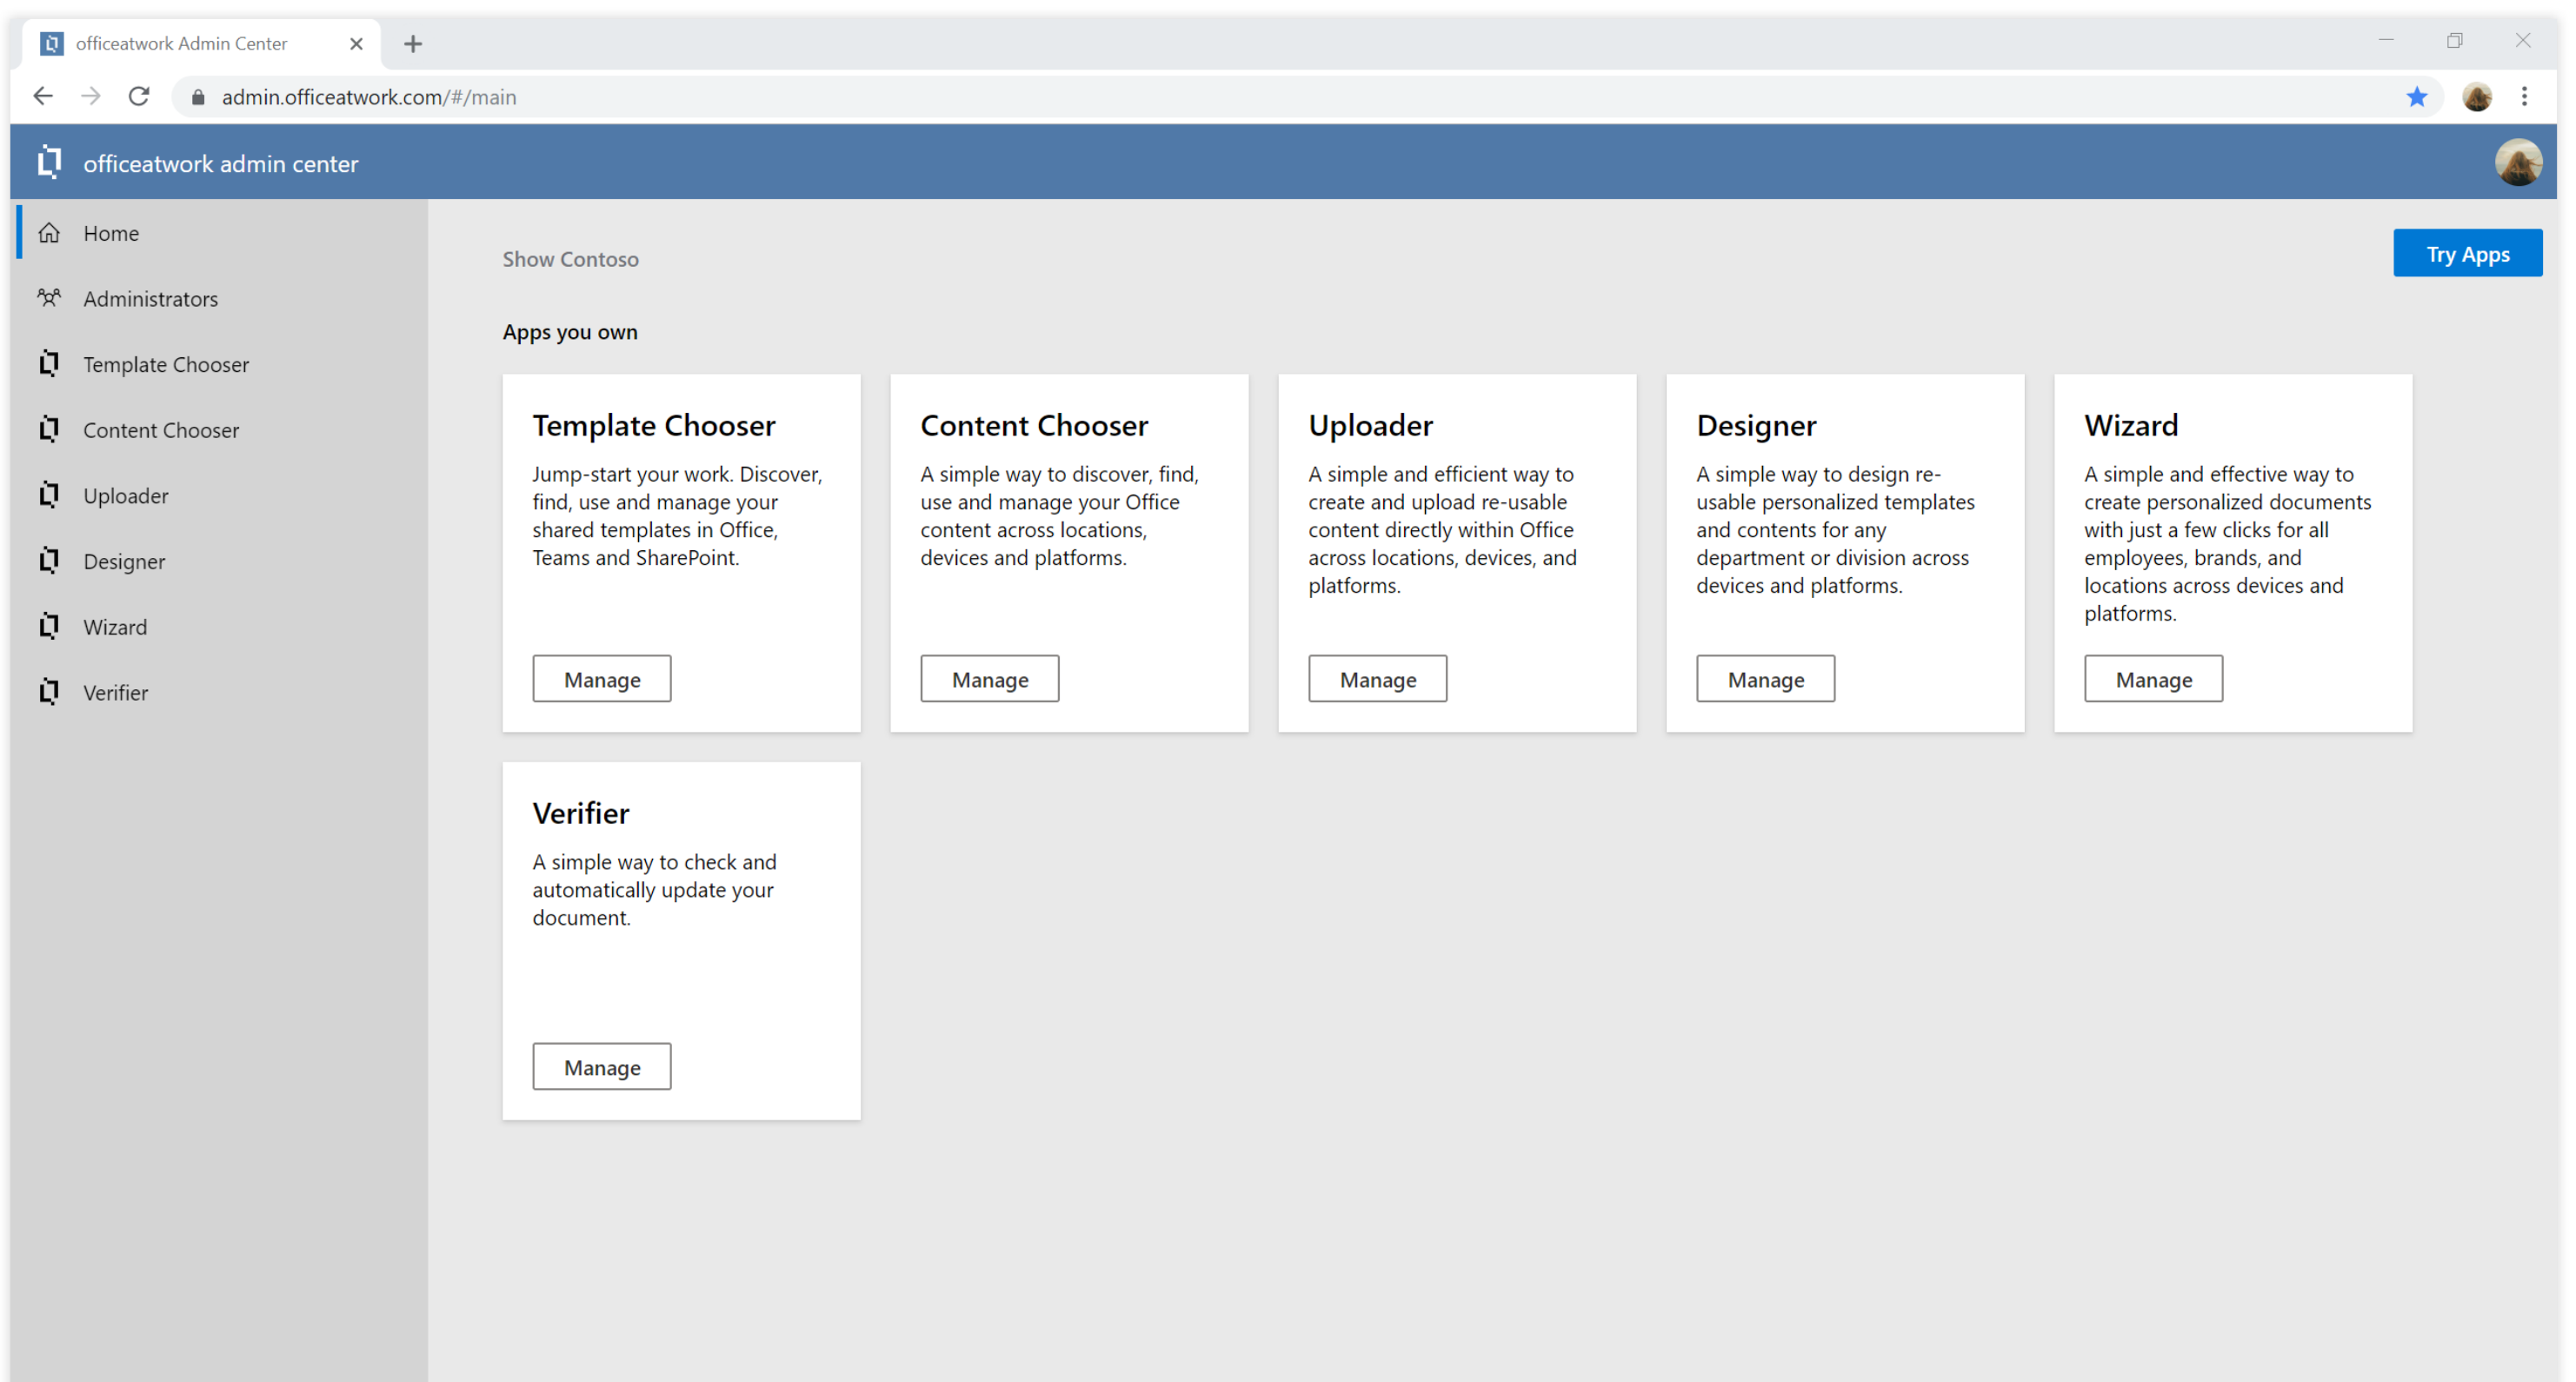 officeatwork Admin Center
admin.officeatwork.com/#/main
officeatwork admin center
Home
Administrators
Template Chooser
Content Chooser
Uploader
Designer
Wizard
Verifier
Show Contoso
Try Apps
Apps you own
Template Chooser
Jump-start your work. Discover,
find, use and manage your
shared templates in Office,
Teams and SharePoint.
Manage
Content Chooser
A simple way to discover, find,
use and manage your Office
content across locations,
devices and platforms.
Manage
Uploader
A simple and efficient way to
create and upload re-usable
content directly within Office
across locations, devices, and
platforms.
Manage
Designer
A simple way to design re-
usable personalized templates
and contents for any
department or division across
devices and platforms.
Manage
Wizard
A simple and effective way to
create personalized documents
with just a few clicks for all
employees, brands, and
locations across devices and
platforms.
Manage
Verifier
A simple way to check and
automatically update your
document.
Manage